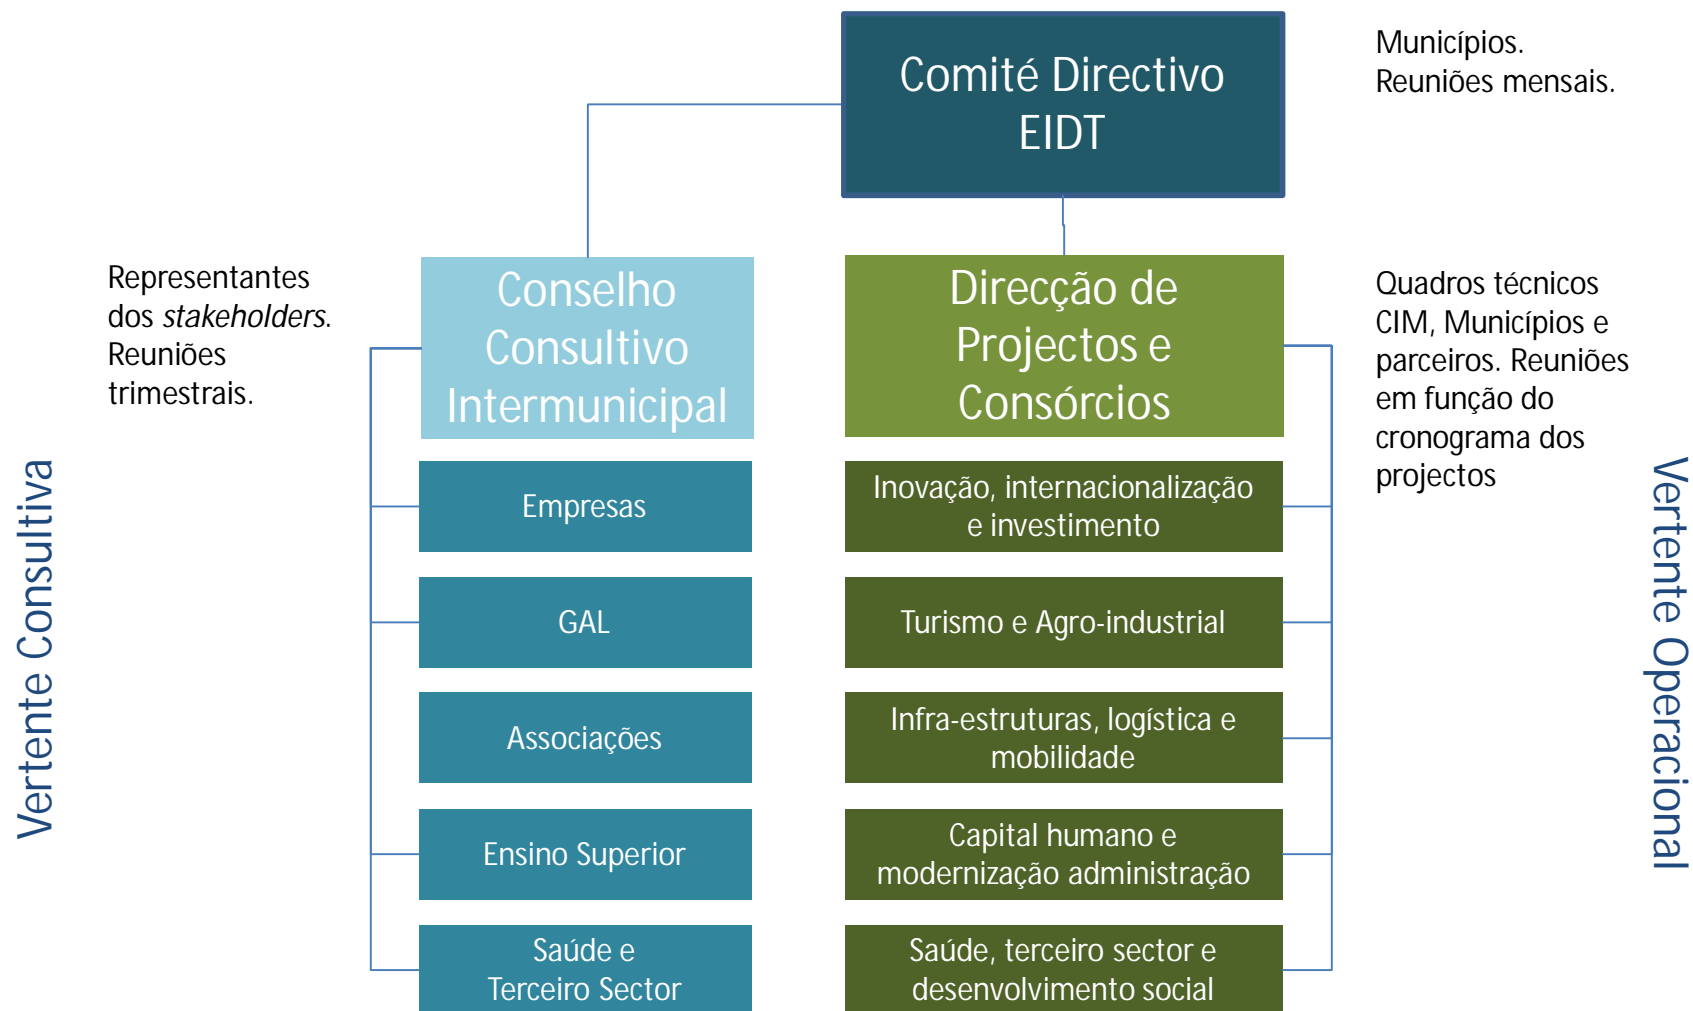 Comité Directivo
EIDT
Municípios.
Reuniões mensais.
Representantes
dos stakeholders.
Reuniões
trimestrais.
Conselho
Consultivo
Intermunicipal
Direcção de
Projectos e
Consórcios
Quadros técnicos
CIM, Municípios e
parceiros. Reuniões
em função do
cronograma dos
projectos
Vertente Consultiva
Empresas
GAL
Associações
Ensino Superior
Saúde e
Terceiro Sector
Inovação, internacionalização
e investimento
Turismo e Agro-industrial
Infra-estruturas, logística e
mobilidade
Capital humano e
modernização administração
Saúde, terceiro sector e
desenvolvimento social
Vertente Operacional